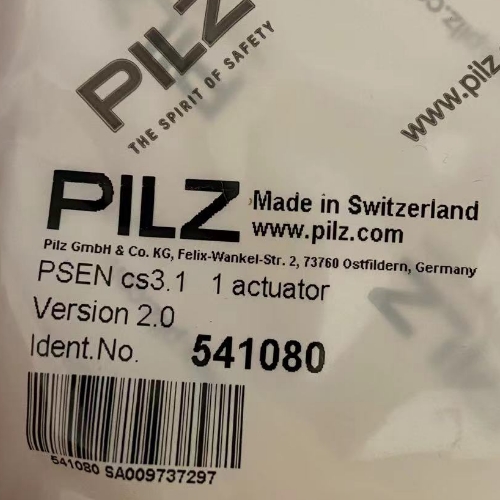 PILZ
THE SPIRIT OF SAFETY
www.pilz
PILZ
Made in Switzerland
www.pilz.com
Pilz GmbH & Co. KG, Felix-Wankel-Str. 2, 73760 Ostfildern, Germany
PSEN cs3.1 1 actuator
Version 2.0
Ident.No. 541080
541080 SA009737297